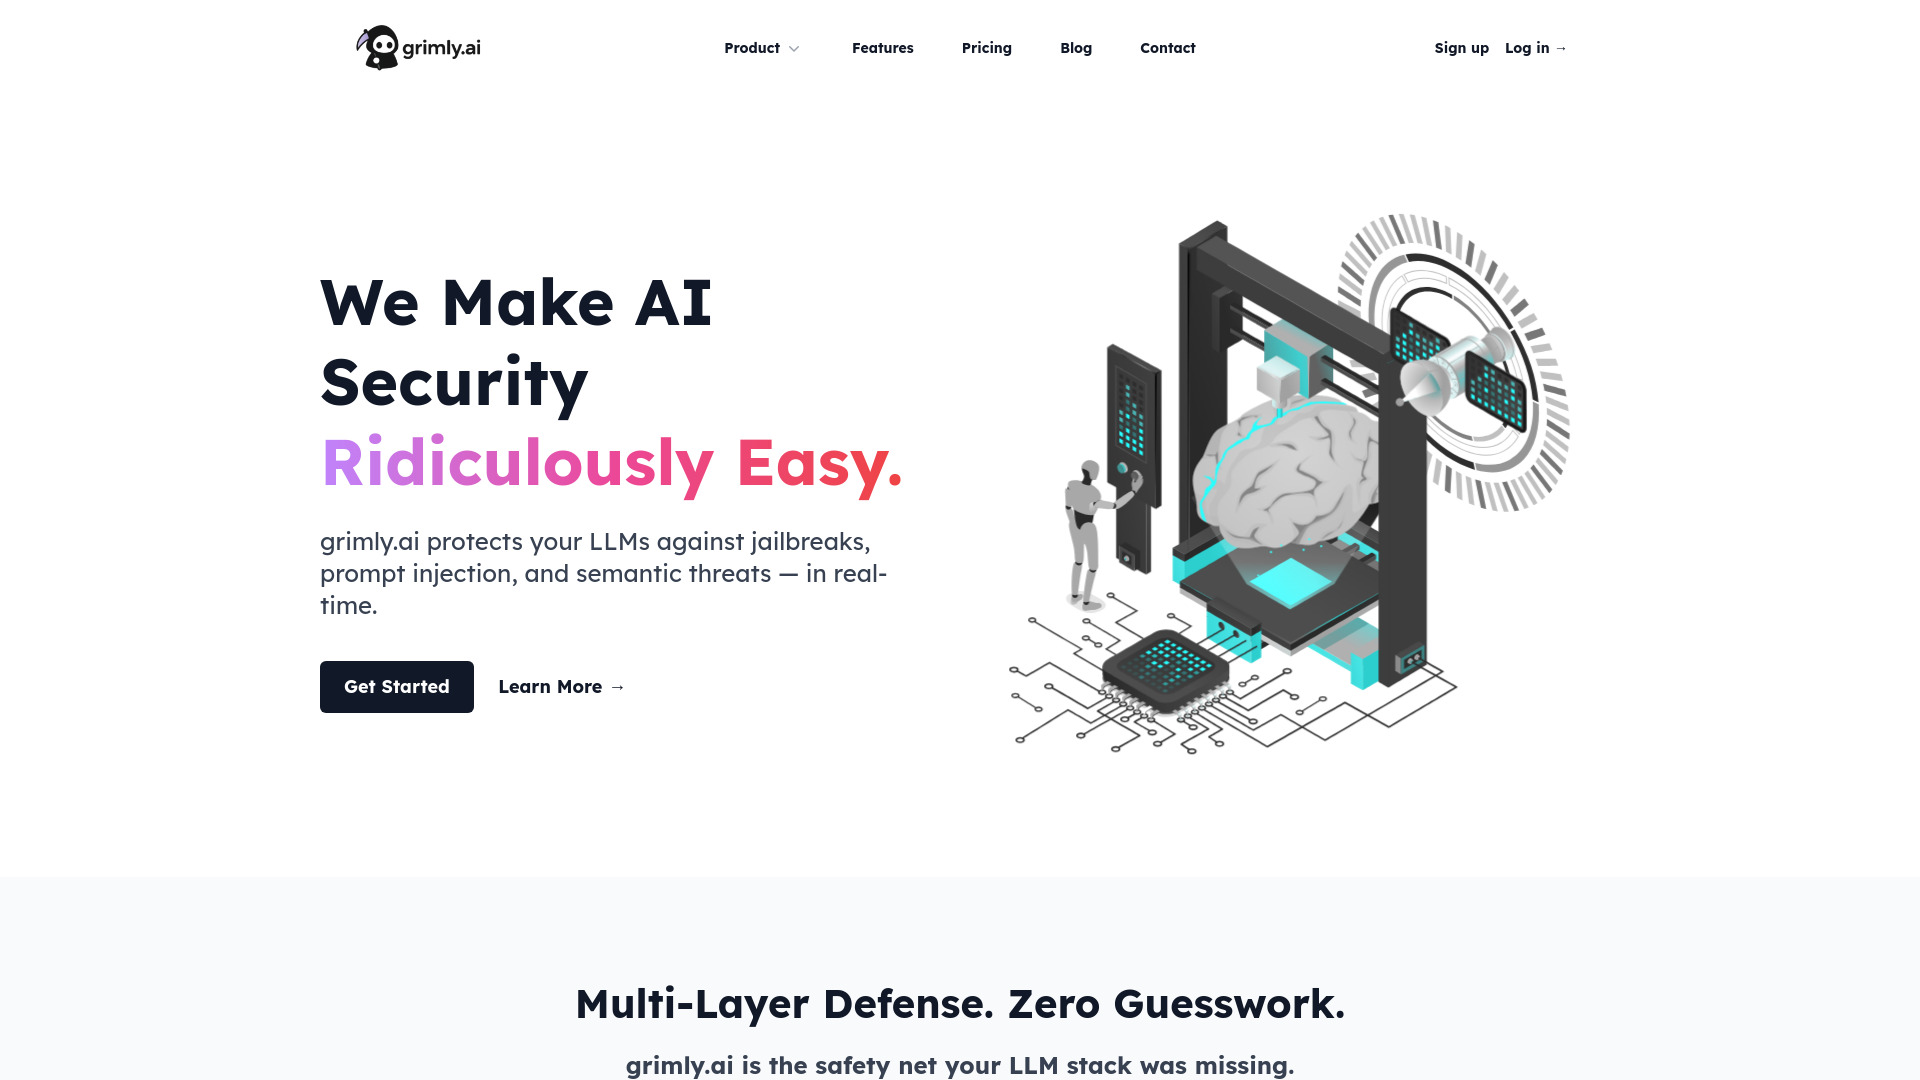 grimly.ai
Product
Features
Pricing
Blog
Contact
Sign up
Log in →
We Make AI
Security
Ridiculously Easy.
grimly.ai protects your LLMs against jailbreaks,
prompt injection, and semantic threats — in real-
time.
Get Started
Learn More →
Multi-Layer Defense. Zero Guesswork.
grimly.ai is the safety net your LLM stack was missing.